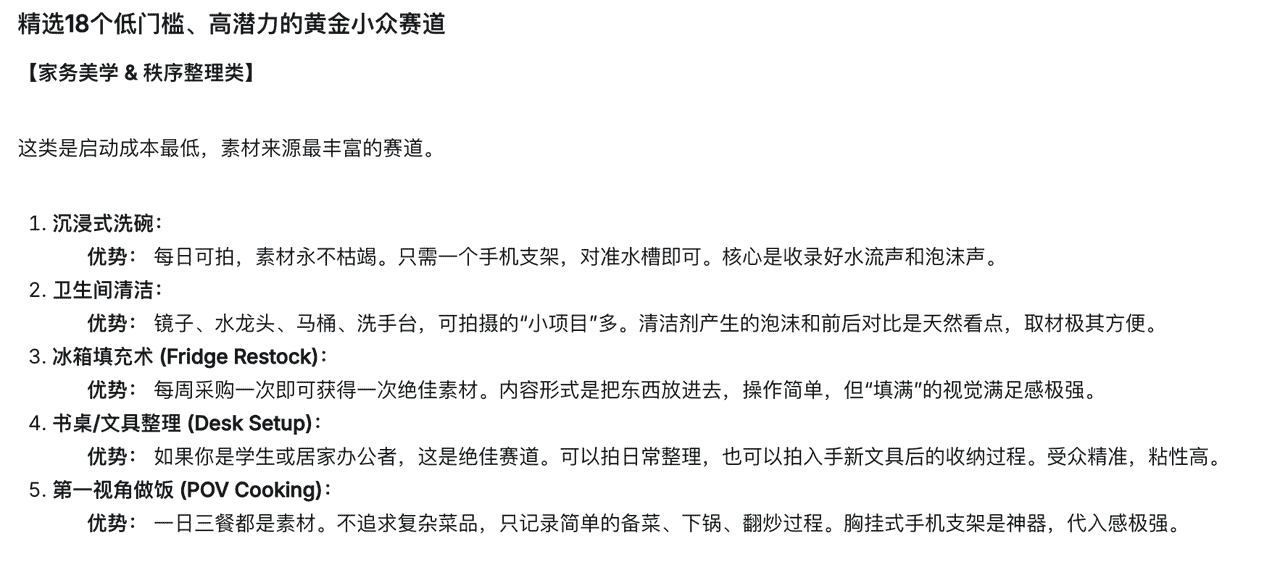 精选18个低门槛、高潜力的黄金小众赛道
【家务美学 & 秩序整理类】
这类是启动成本最低，素材来源最丰富的赛道。
1. 沉浸式洗碗：
优势： 每日可拍，素材永不枯竭。只需一个手机支架，对准水槽即可。核心是收录好水流声和泡沫声。
2. 卫生间清洁：
优势： 镜子、水龙头、马桶、洗手台，可拍摄的“小项目”多。清洁剂产生的泡沫和前后对比是天然看点，取材极其方便。
3. 冰箱填充术 (Fridge Restock)：
优势： 每周采购一次即可获得一次绝佳素材。内容形式是把东西放进去，操作简单，但“填满”的视觉满足感极强。
4. 书桌/文具整理 (Desk Setup)：
优势： 如果你是学生或居家办公者，这是绝佳赛道。可以拍日常整理，也可以拍入手新文具后的收纳过程。受众精准，粘性高。
5. 第一视角做饭 (POV Cooking)：
优势： 一日三餐都是素材。不追求复杂菜品，只记录简单的备菜、下锅、翻炒过程。胸挂式手机支架是神器，代入感极强。